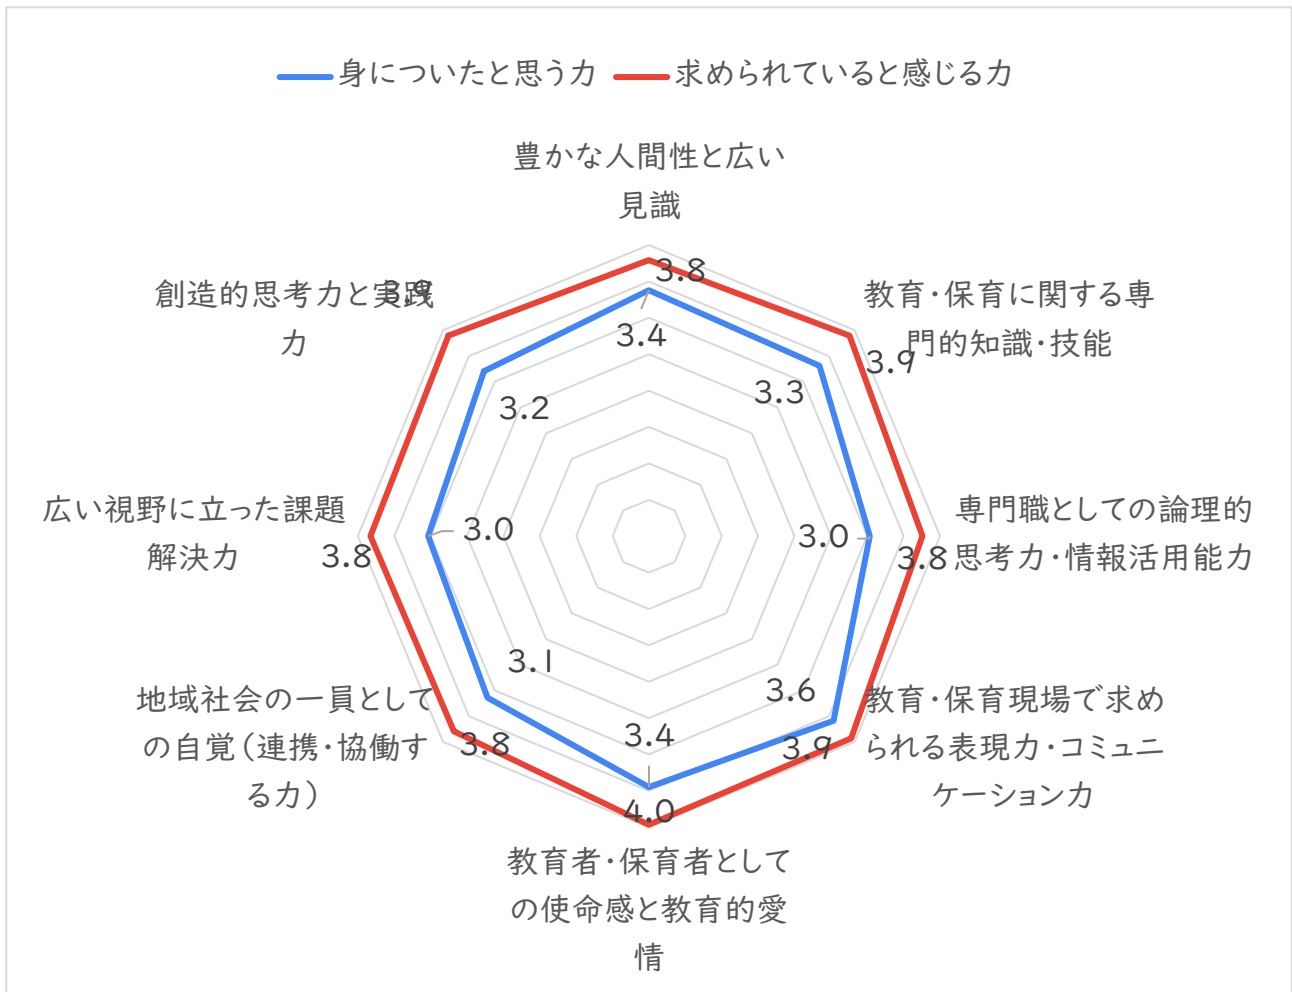 身についたと思う力 求められていると感じる力
豊かな人間性と広い
見識
3.8
3.4
教育・保育に関する専
門的知識・技能
3.9
3.3
専門職としての論理的
思考力・情報活用能力
3.8
3.0
教育・保育現場で求め
られる表現力・コミュニ
ケーション力
3.9
3.6
教育者・保育者として
の使命感と教育的愛
情
4.0
3.4
地域社会の一員として
の自覚（連携・協働す
る力）
3.8
3.1
広い視野に立った課題
解決力
3.8
3.0
創造的思考力と実践
力
3.9
3.2